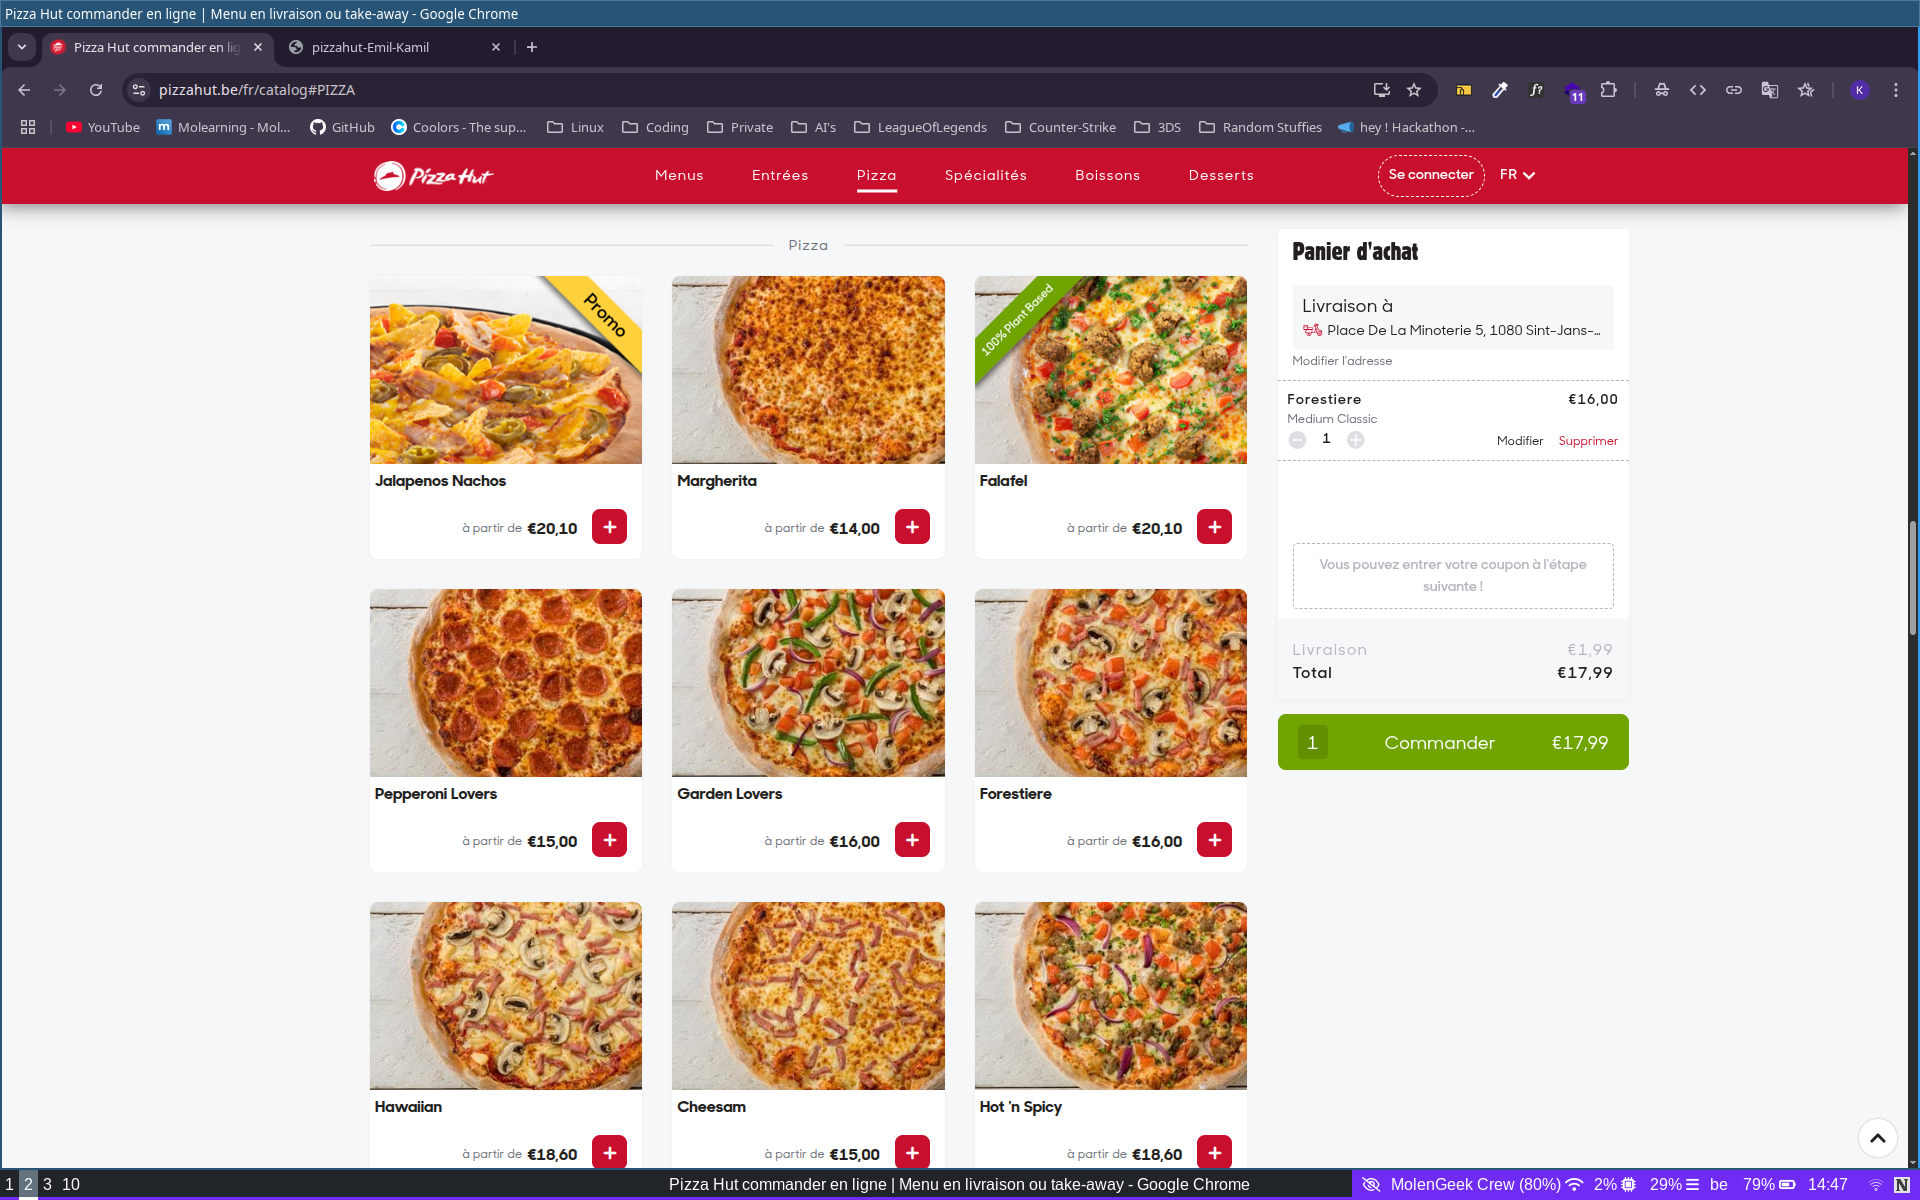 Pizza Hut commander en ligne | Menu en livraison ou take-away - Google Chrome
Pizza Hut commander en lig
pizzahut-Emil-Kamil
pizzahut.be/fr/catalog#PIZZA
11
K
YouTube
Molearning - Mol...
GitHub
Coolors - The sup...
Linux
Coding
Private
AI's
LeagueOfLegends
Counter-Strike
3DS
Random Stuffies
hey ! Hackathon -...
Pizza Hut
Menus
Entrées
Pizza
Spécialités
Boissons
Desserts
Se connecter
FR
Pizza
Promo
Jalapenos Nachos
à partir de €20,10
Margherita
à partir de €14,00
100% Plant Based
Falafel
à partir de €20,10
Pepperoni Lovers
à partir de €15,00
Garden Lovers
à partir de €16,00
Forestiere
à partir de €16,00
Hawaiian
à partir de €18,60
Cheesam
à partir de €15,00
Hot 'n Spicy
à partir de €18,60
Panier d'achat
Livraison à
Place De La Minoterie 5, 1080 Sint-Jans-...
Modifier l'adresse
Forestiere €16,00
Medium Classic
1 Modifier Supprimer
Vous pouvez entrer votre coupon à l'étape
suivante !
Livraison €1,99
Total €17,99
1 Commander €17,99
1 2 3 10
Pizza Hut commander en ligne | Menu en livraison ou take-away - Google Chrome
MolenGeek Crew (80%) 2% 29% be 79% 14:47 N